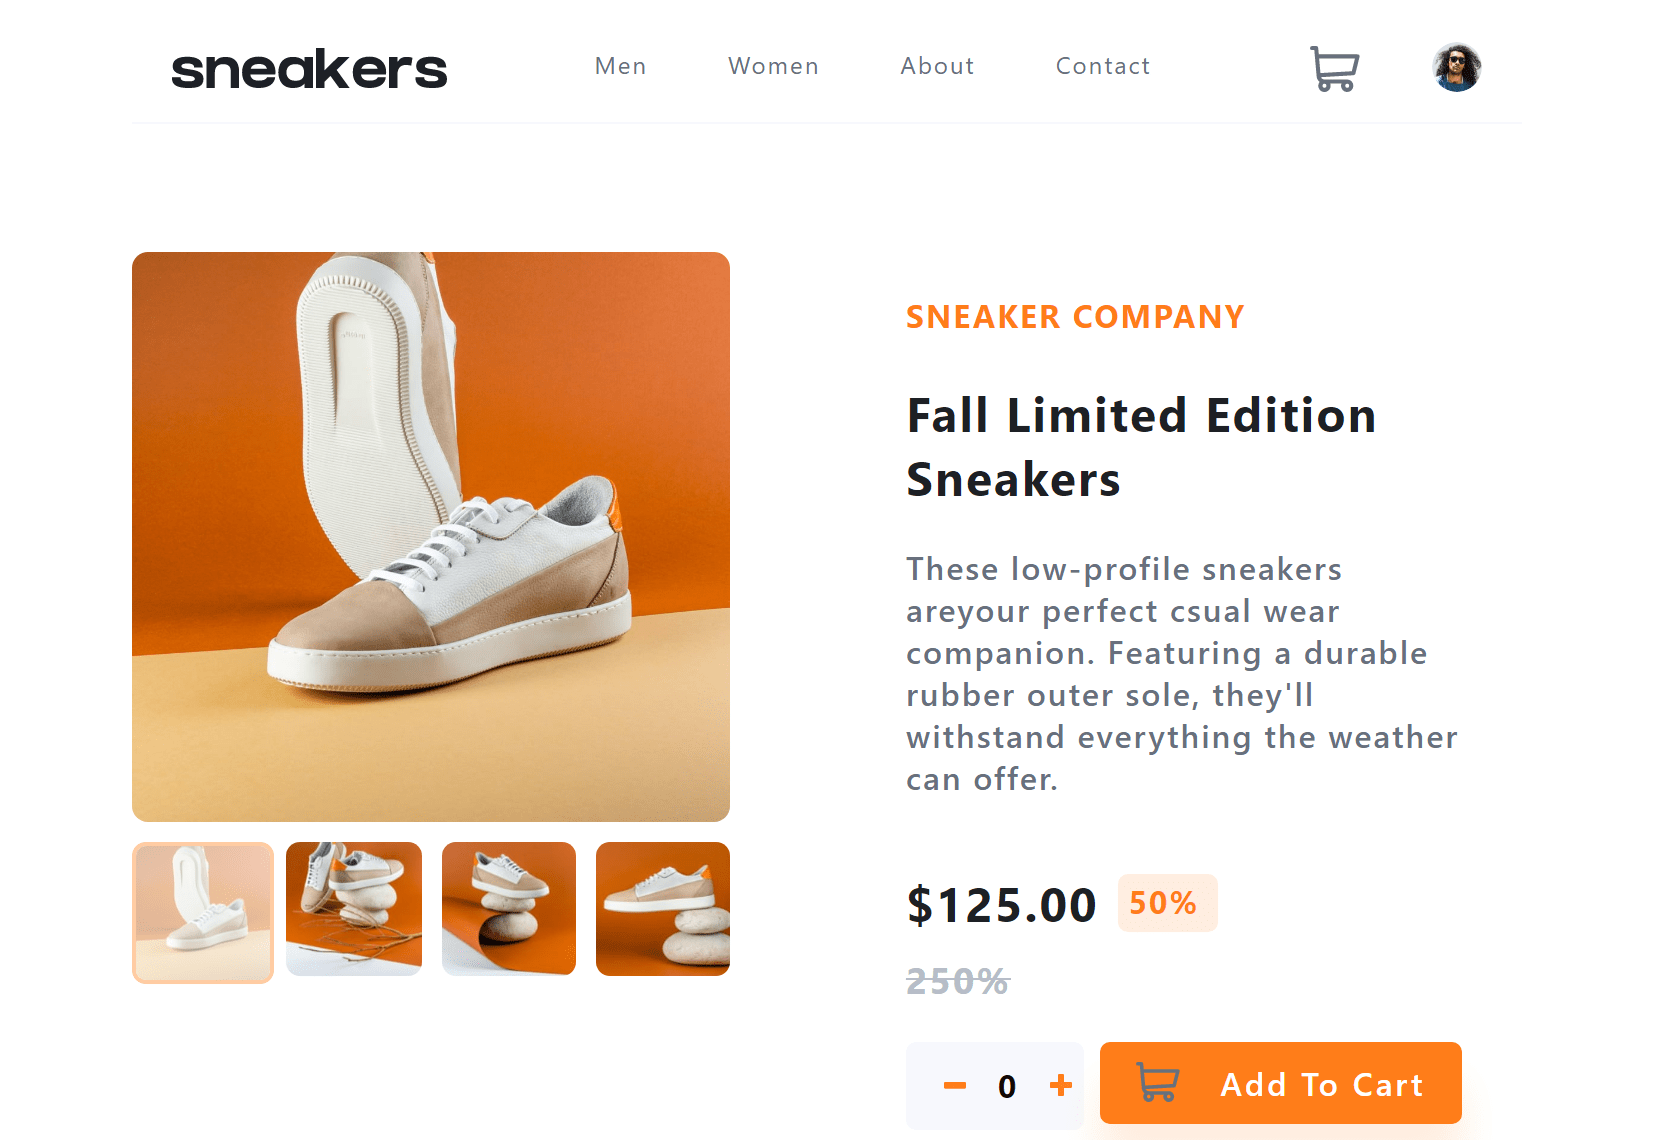 sneakers
Men Women About Contact
SNEAKER COMPANY
Fall Limited Edition
Sneakers
These low-profile sneakers
areyour perfect csual wear
companion. Featuring a durable
rubber outer sole, they'll
withstand everything the weather
can offer.
$125.00 50%
250%
0 Add To Cart